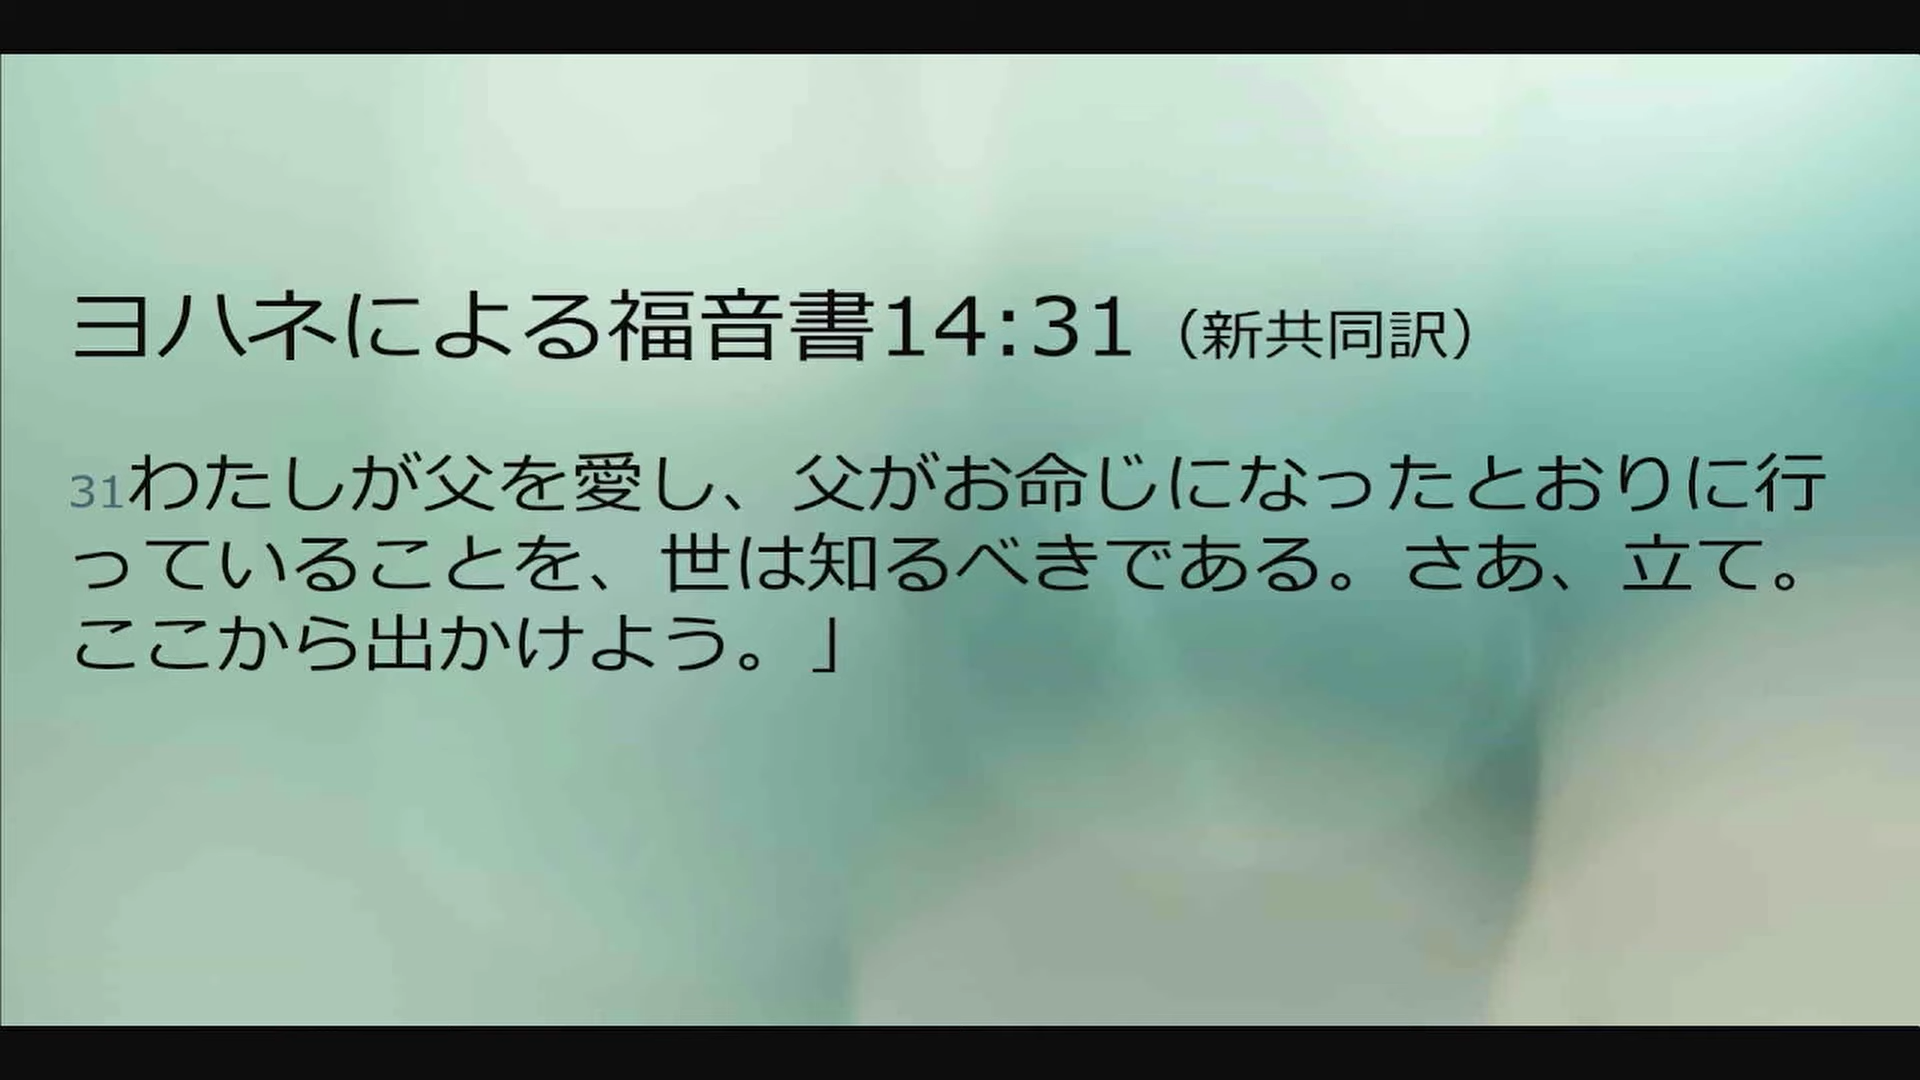 ヨハネによる福音書14:31（新共同訳）
31わたしが父を愛し、父がお命じになったとおりに行
っていることを、世は知るべきである。さあ、立て。
ここから出かけよう。」